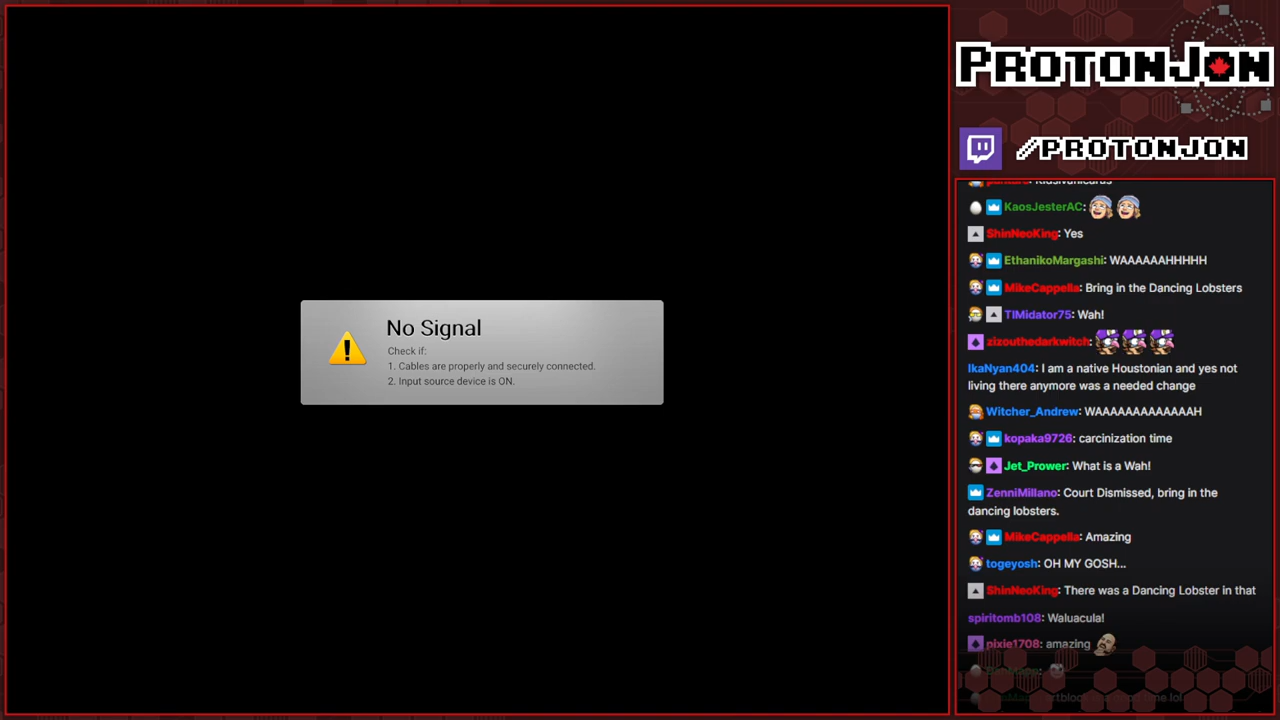 No Signal
Check if:
1. Cables are properly and securely connected.
2. Input source device is ON.
PROTONJON
/PROTONJON
KaosJesterAC:
ShinNeoKing: Yes
EthanikoMargashi: WAAAAAAHHHHH
MikeCappella: Bring in the Dancing Lobsters
TIMidator75: Wah!
zizouthedarkwitch:
IkaNyan404: I am a native Houstonian and yes not
living there anymore was a needed change
Witcher_Andrew: WAAAAAAAAAAAAAH
kopaka9726: carcinization time
Jet_Prower: What is a Wah!
ZenniMillano: Court Dismissed, bring in the
dancing lobsters.
MikeCappella: Amazing
togeyosh: OH MY GOSH...
ShinNeoKing: There was a Dancing Lobster in that
spiritomb108: Waluacula!
pixie1708: amazing